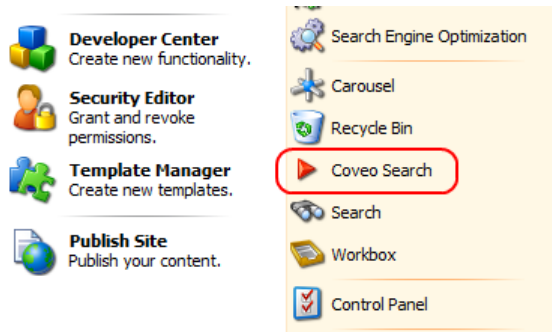 Developer Center
Create new functionality.
Security Editor
Grant and revoke
permissions.
Template Manager
Create new templates.
Publish Site
Publish your content.
Search Engine Optimization
Carousel
Recycle Bin
Coveo Search
Search
Workbox
Control Panel